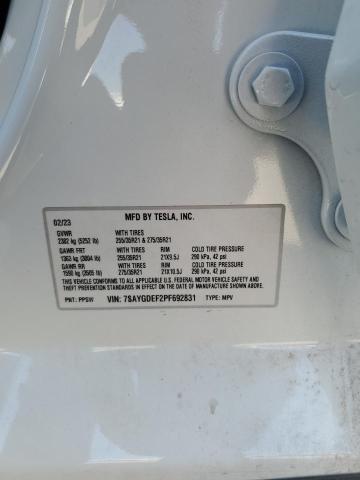 02/23 MFD BY TESLA, INC.
GVWR WITH TIRES
2382 kg (5252 lb) 255/35R21 & 275/35R21
GAWR FRT WITH TIRES RIM COLD TIRE PRESSURE
1363 kg (3004 lb) 255/35R21 21X9.5J 290 kPa, 42 psi
GAWR RR WITH TIRES RIM COLD TIRE PRESSURE
1590 kg (3505 lb) 275/35R21 21X10.5J 290 kPa, 42 psi
THIS VEHICLE CONFORMS TO ALL APPLICABLE U.S. FEDERAL MOTOR VEHICLE SAFETY AND
THEFT PREVENTION STANDARDS IN EFFECT ON THE DATE OF MANUFACTURE SHOWN ABOVE.
PNT: PPSW VIN: 7SAYGDEF2PF692831 TYPE: MPV